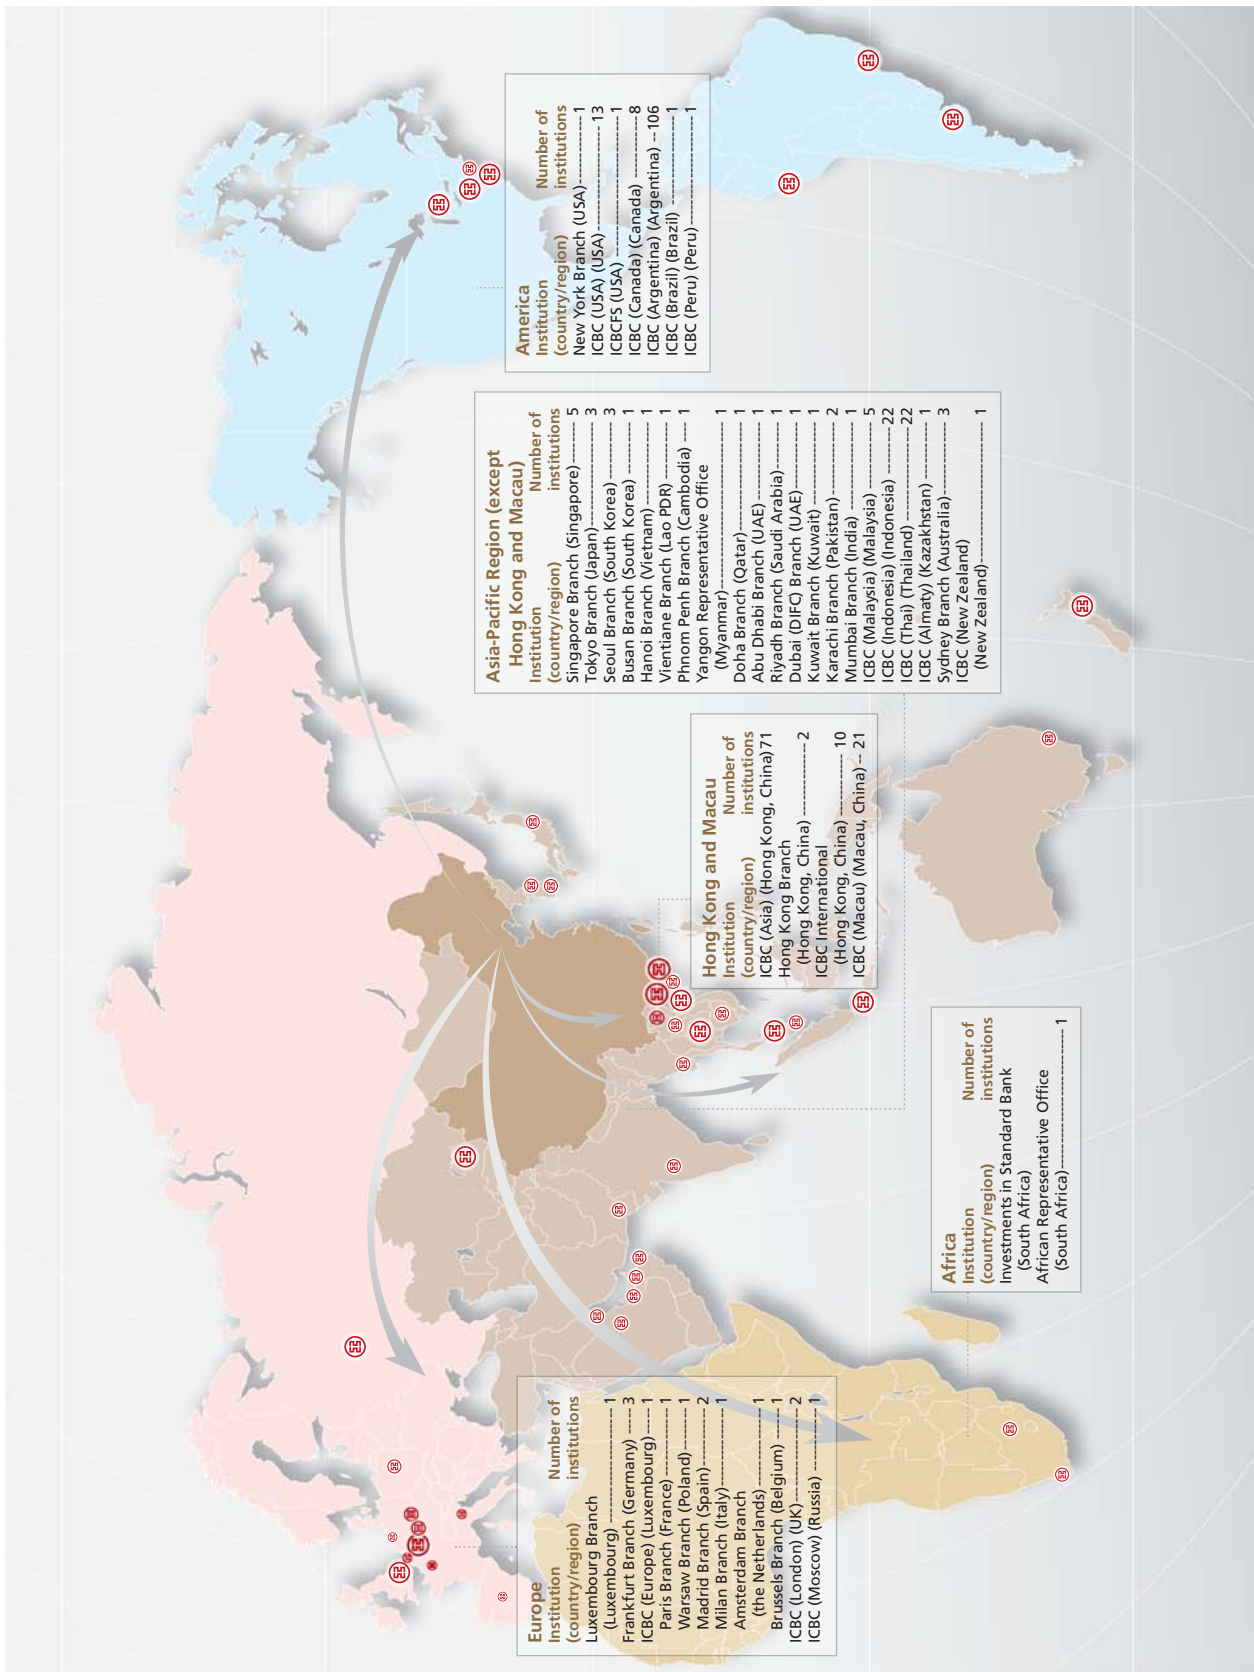 Europe
Institution Number of
(country/region) institutions
Luxembourg Branch
(Luxembourg) 1
Frankfurt Branch (Germany) 3
ICBC (Europe) (Luxembourg) 1
Paris Branch (France) 1
Warsaw Branch (Poland) 1
Madrid Branch (Spain) 2
Milan Branch (Italy) 1
Amsterdam Branch
(the Netherlands) 1
Brussels Branch (Belgium) 1
ICBC (London) (UK) 2
ICBC (Moscow) (Russia) 1
Africa
Institution Number of
(country/region) institutions
Investments in Standard Bank
(South Africa)
African Representative Office
(South Africa) 1
Hong Kong and Macau
Institution Number of
(country/region) institutions
ICBC (Asia) (Hong Kong, China) 71
Hong Kong Branch
(Hong Kong, China) 2
ICBC International
(Hong Kong, China) 10
ICBC (Macau) (Macau, China) 21
Asia-Pacific Region (except
Hong Kong and Macau)
Institution Number of
(country/region) institutions
Singapore Branch (Singapore) 5
Tokyo Branch (Japan) 3
Seoul Branch (South Korea) 3
Busan Branch (South Korea) 1
Hanoi Branch (Vietnam) 1
Vientiane Branch (Lao PDR) 1
Phnom Penh Branch (Cambodia) 1
Yangon Representative Office
(Myanmar) 1
Doha Branch (Qatar) 1
Abu Dhabi Branch (UAE) 1
Riyadh Branch (Saudi Arabia) 1
Dubai (DIFC) Branch (UAE) 1
Kuwait Branch (Kuwait) 1
Karachi Branch (Pakistan) 2
Mumbai Branch (India) 1
ICBC (Malaysia) (Malaysia) 5
ICBC (Indonesia) (Indonesia) 22
ICBC (Thai) (Thailand) 22
ICBC (Almaty) (Kazakhstan) 1
Sydney Branch (Australia) 3
ICBC (New Zealand)
(New Zealand) 1
America
Institution Number of
(country/region) institutions
New York Branch (USA) 1
ICBC (USA) (USA) 13
ICBCFS (USA) 1
ICBC (Canada) (Canada) 8
ICBC (Argentina) (Argentina) 106
ICBC (Brazil) (Brazil) 1
ICBC (Peru) (Peru) 1